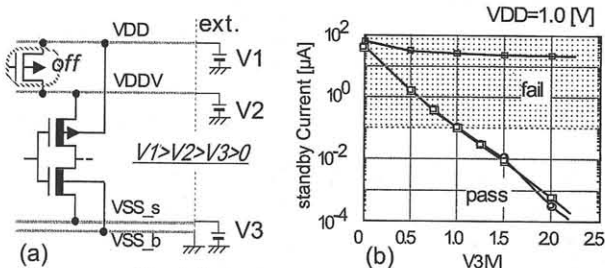 VDD
ext.
off
V1
VDDV
V2
V1>V2>V3>0
VSS_s
VSS_b
V3
(a)
VDD=1.0 [V]
standby Current [μA]
10²
10⁰
10⁻²
10⁻⁴
fail
pass
0 0.5 1.0 1.5 2.0 2.5
V3[V]
(b)